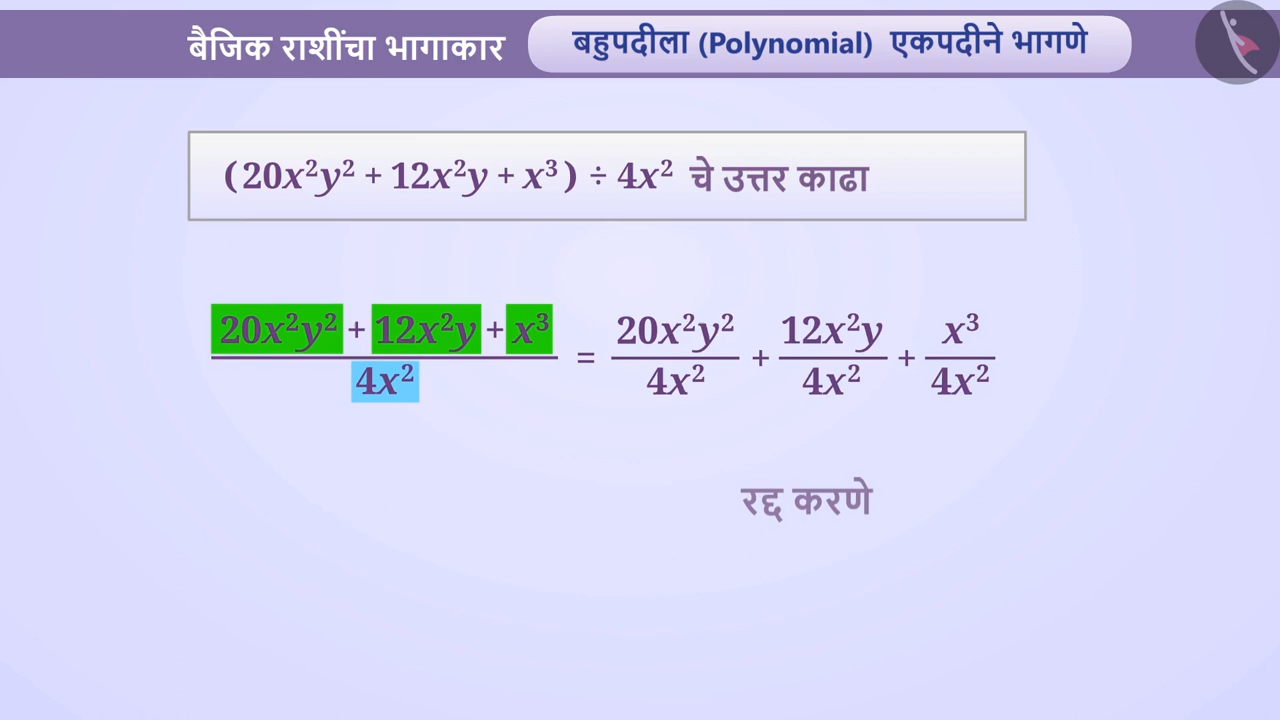 बैजिक राशींचा भागाकार
बहुपदीला (Polynomial) एकपदीने भागणे
(20x²y² + 12x²y + x³) ÷ 4x² चे उत्तर काढा
20x²y² + 12x²y + x³ / 4x² = 20x²y² / 4x² + 12x²y / 4x² + x³ / 4x²
रद्द करणे